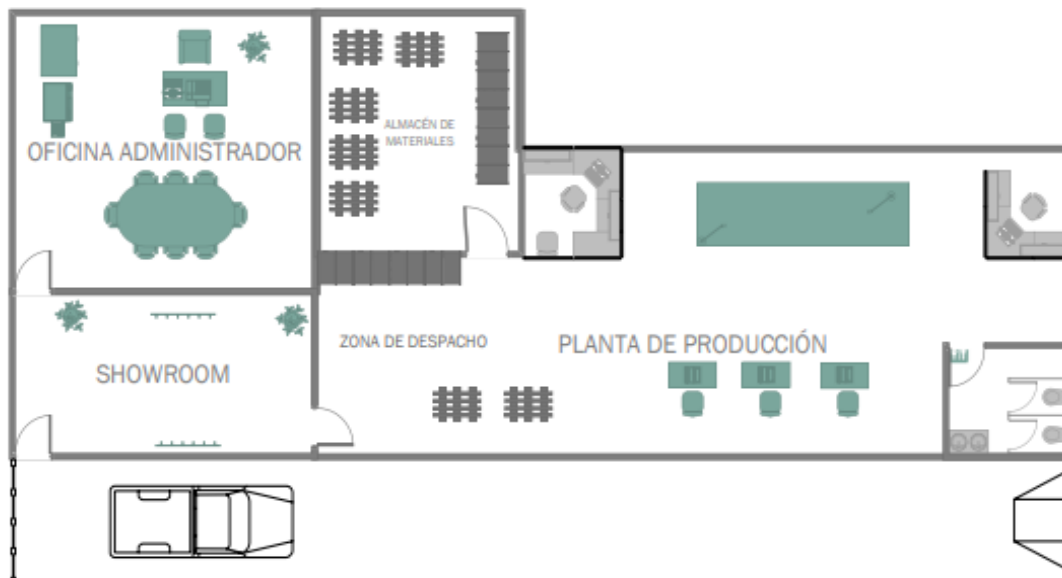 ALMACÉN DE
MATERIALES
OFICINA ADMINISTRADOR
ZONA DE DESPACHO
PLANTA DE PRODUCCIÓN
SHOWROOM